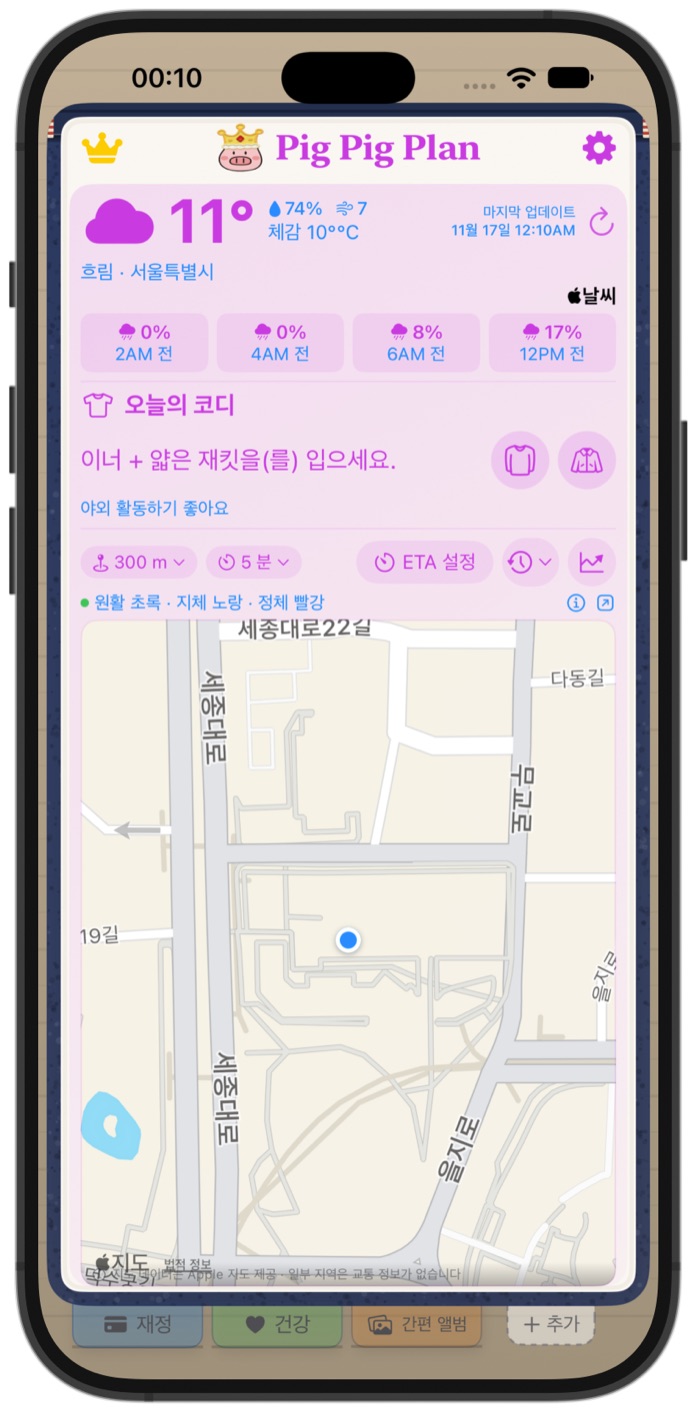 00:10
Pig Pig Plan
11°
74% 7
체감 10°°C
마지막 업데이트
11월 17일 12:10AM
흐림 · 서울특별시
날씨
0%
2AM 전
0%
4AM 전
8%
6AM 전
17%
12PM 전
오늘의 코디
이너 + 얇은 재킷을(를) 입으세요.
야외 활동하기 좋아요
300 m
5 분
ETA 설정
원활 초록 · 지체 노랑 · 정체 빨강
세종대로22길
세종대로
다동길
무교로
19길
을지로
세종대로
을지로
지도
법적 정보
데이터는 Apple 지도 제공 · 일부 지역은 교통 정보가 없습니다
재정
건강
간편 앨범
+ 추가